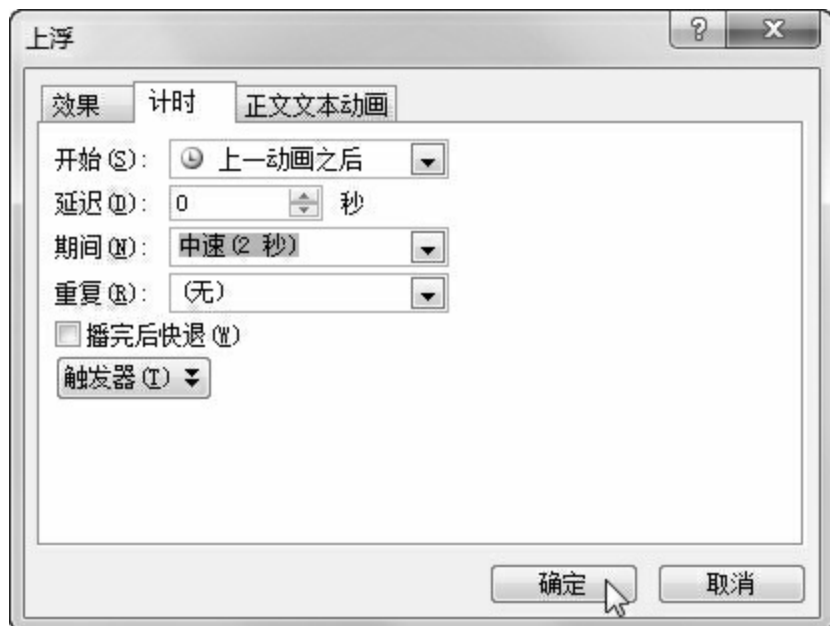 上浮
效果 计时 正文文本动画
开始(S): 上一动画之后
延迟(D): 0 秒
期间(N): 中速(2 秒)
重复(R): (无)
播完后快退(W)
触发器(T)
确定 取消